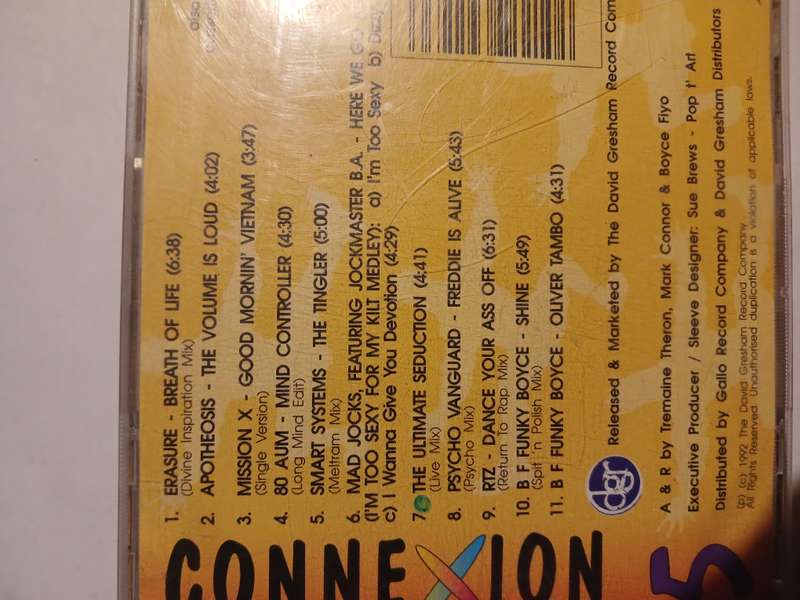 CONNEXION 5
1. ERASURE - BREATH OF LIFE (6:38)
(Divine Inspiration Mix)
2. APOTHEOSIS - THE VOLUME IS LOUD (4:02)
3. MISSION X - GOOD MORNIN' VIETNAM (3:47)
(Single Version)
4. 80 AUM - MIND CONTROLLER (4:30)
(Long Mind Edit)
5. SMART SYSTEMS - THE TINGLER (5:00)
(Meltram Mix)
6. MAD JOCKS, FEATURING JOCKMASTER B.A. - HERE WE GO
(I'M TOO SEXY FOR MY KILT MEDLEY): a) I'm Too Sexy b)
c) I Wanna Give You Devotion (4:29)
7. THE ULTIMATE SEDUCTION (4:41)
(Live Mix)
8. PSYCHO VANGUARD - FREDDIE IS ALIVE (5:43)
(Psycho Mix)
9. RTZ - DANCE YOUR ASS OFF (6:31)
(Return To Rap Mix)
10. B F FUNKY BOYCE - SHINE (5:49)
(Spit 'n Polish Mix)
11. B F FUNKY BOYCE - OLIVER TAMBO (4:31)
dgr
Released & Marketed by The David Gresham Record Com
A & R by Tremaine Theron, Mark Connor & Boyce Fiyo
Executive Producer / Sleeve Designer: Sue Brews - Pop t' Art
Distributed by Gallo Record Company & David Gresham Distributors
(p) (c) 1992 The David Gresham Record Company
All Rights Reserved. Unauthorised duplication is a violation of applicable laws.